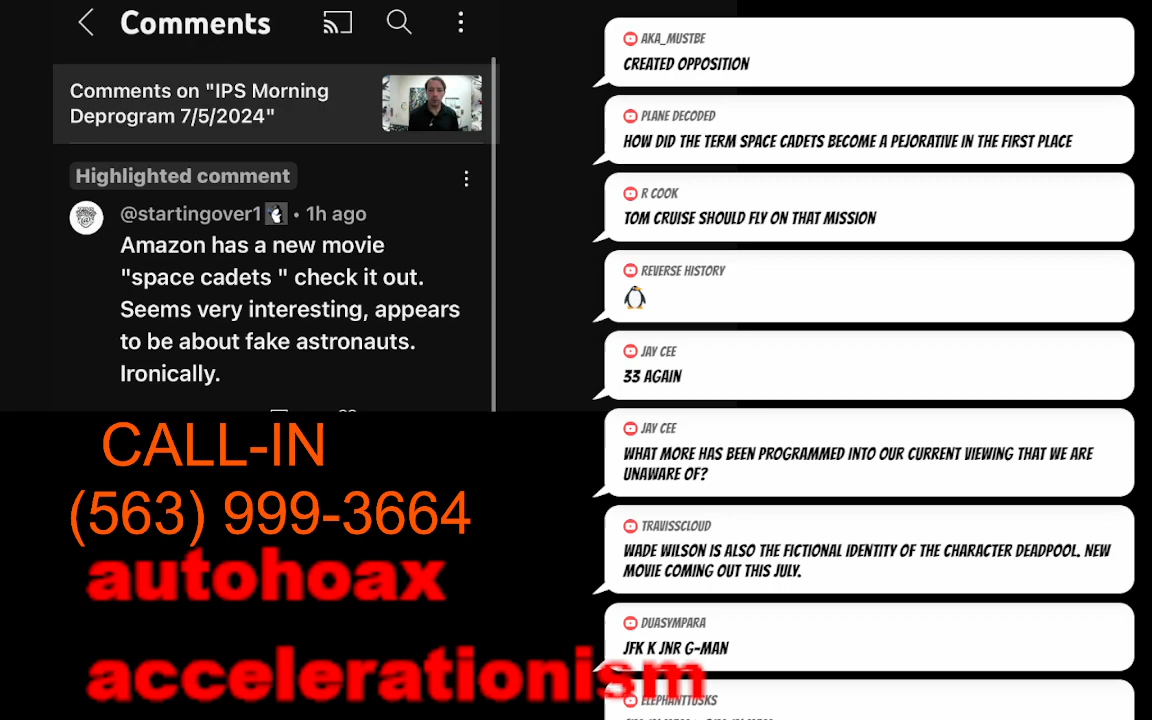 Comments
Comments on "IPS Morning
Deprogram 7/5/2024"
Highlighted comment
@startingover1 • 1h ago
Amazon has a new movie
"space cadets " check it out.
Seems very interesting, appears
to be about fake astronauts.
Ironically.
CALL-IN
(563) 999-3664
autohoax
accelerationism
AKA_MUSTBE
CREATED OPPOSITION
PLANE DECODED
HOW DID THE TERM SPACE CADETS BECOME A PEJORATIVE IN THE FIRST PLACE
R COOK
TOM CRUISE SHOULD FLY ON THAT MISSION
REVERSE HISTORY
🐧
JAY CEE
33 AGAIN
JAY CEE
WHAT MORE HAS BEEN PROGRAMMED INTO OUR CURRENT VIEWING THAT WE ARE
UNAWARE OF?
TRAVISSCLOUD
WADE WILSON IS ALSO THE FICTIONAL IDENTITY OF THE CHARACTER DEADPOOL. NEW
MOVIE COMING OUT THIS JULY.
DUASYMPARA
JFK K JNR G-MAN
ELEPHANTTUSKS